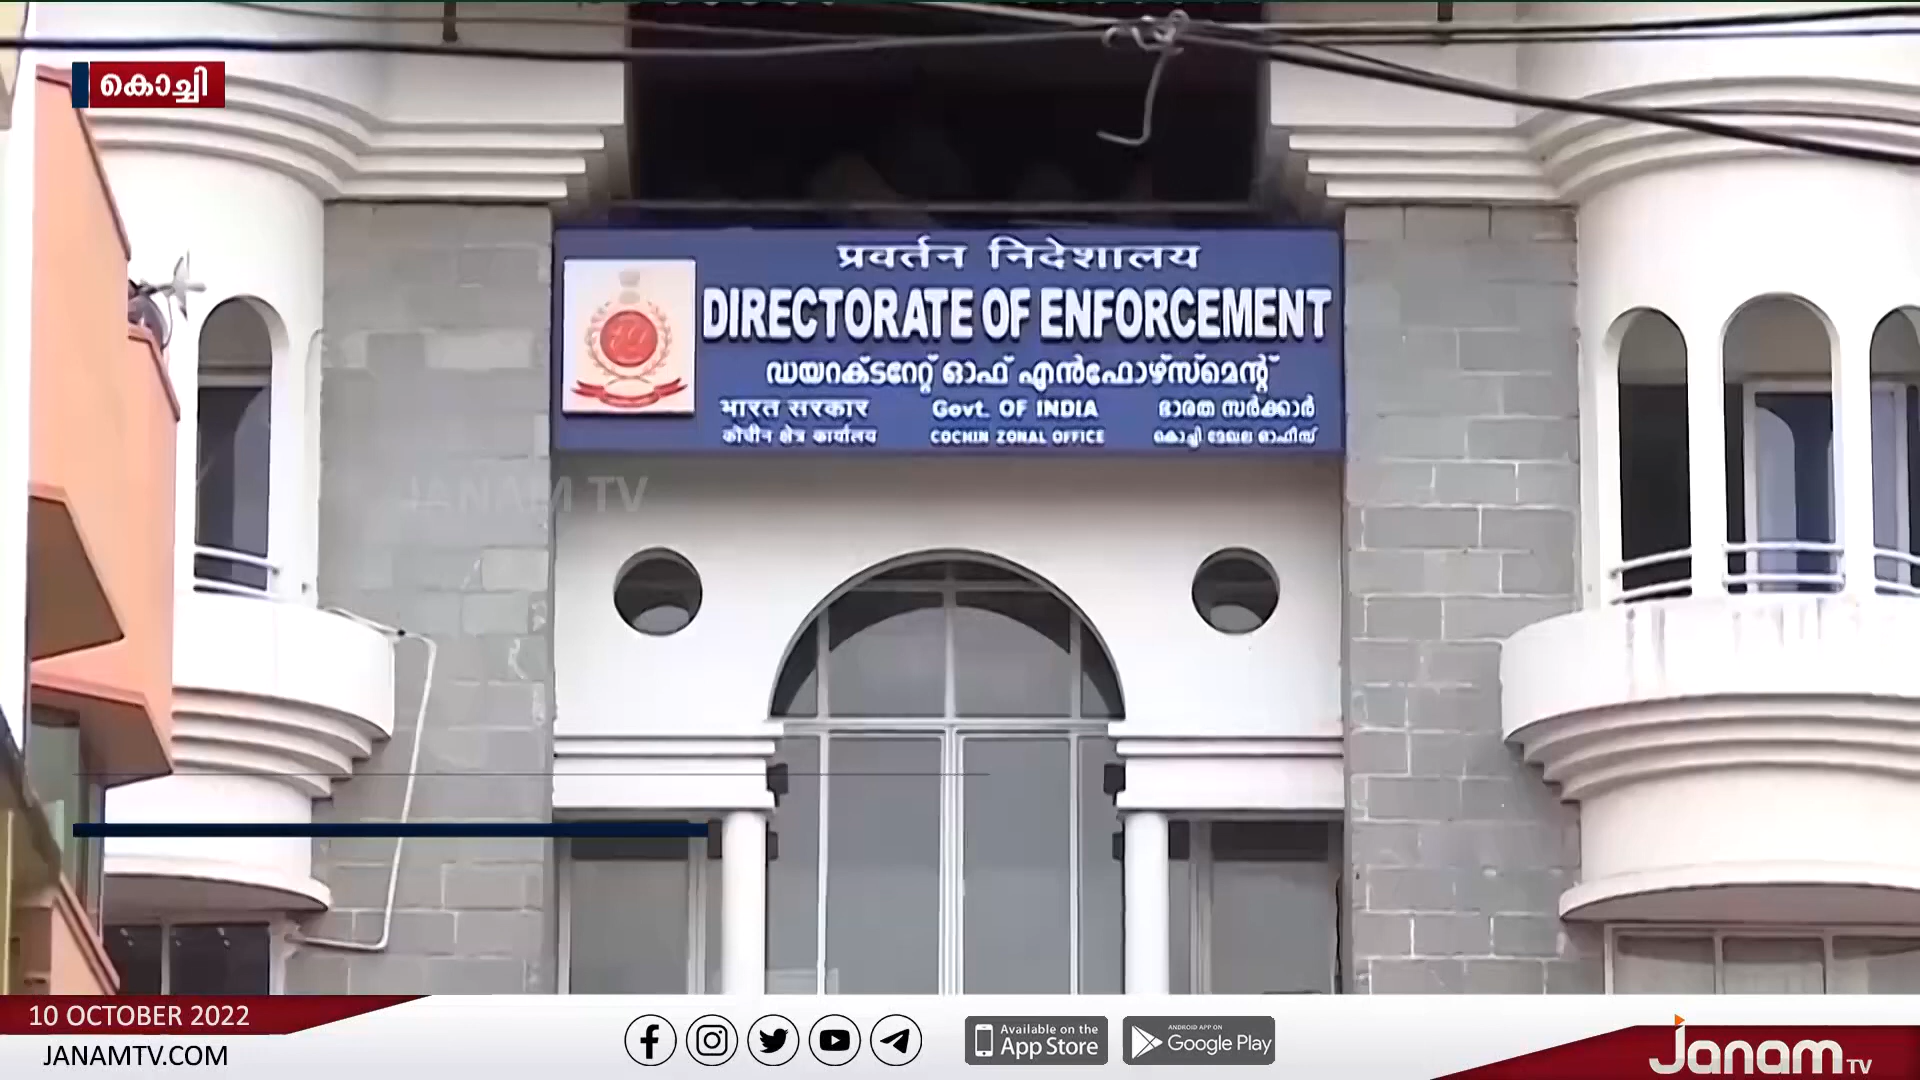 കൊച്ചി
प्रवर्तन निदेशालय
DIRECTORATE OF ENFORCEMENT
ഡയറക്ടറേറ്റ് ഓഫ് എൻഫോഴ്സ്മെന്റ്
भारत सरकार Govt. OF INDIA ഭാരത സർക്കാർ
कोचीन क्षेत्र कार्यालय COCHIN ZONAL OFFICE കൊച്ചി മേഖല ഓഫീസ്
JANAM TV
10 OCTOBER 2022
JANAMTV.COM
Available on the
App Store
ANDROID APP ON
Google Play
Janam TV